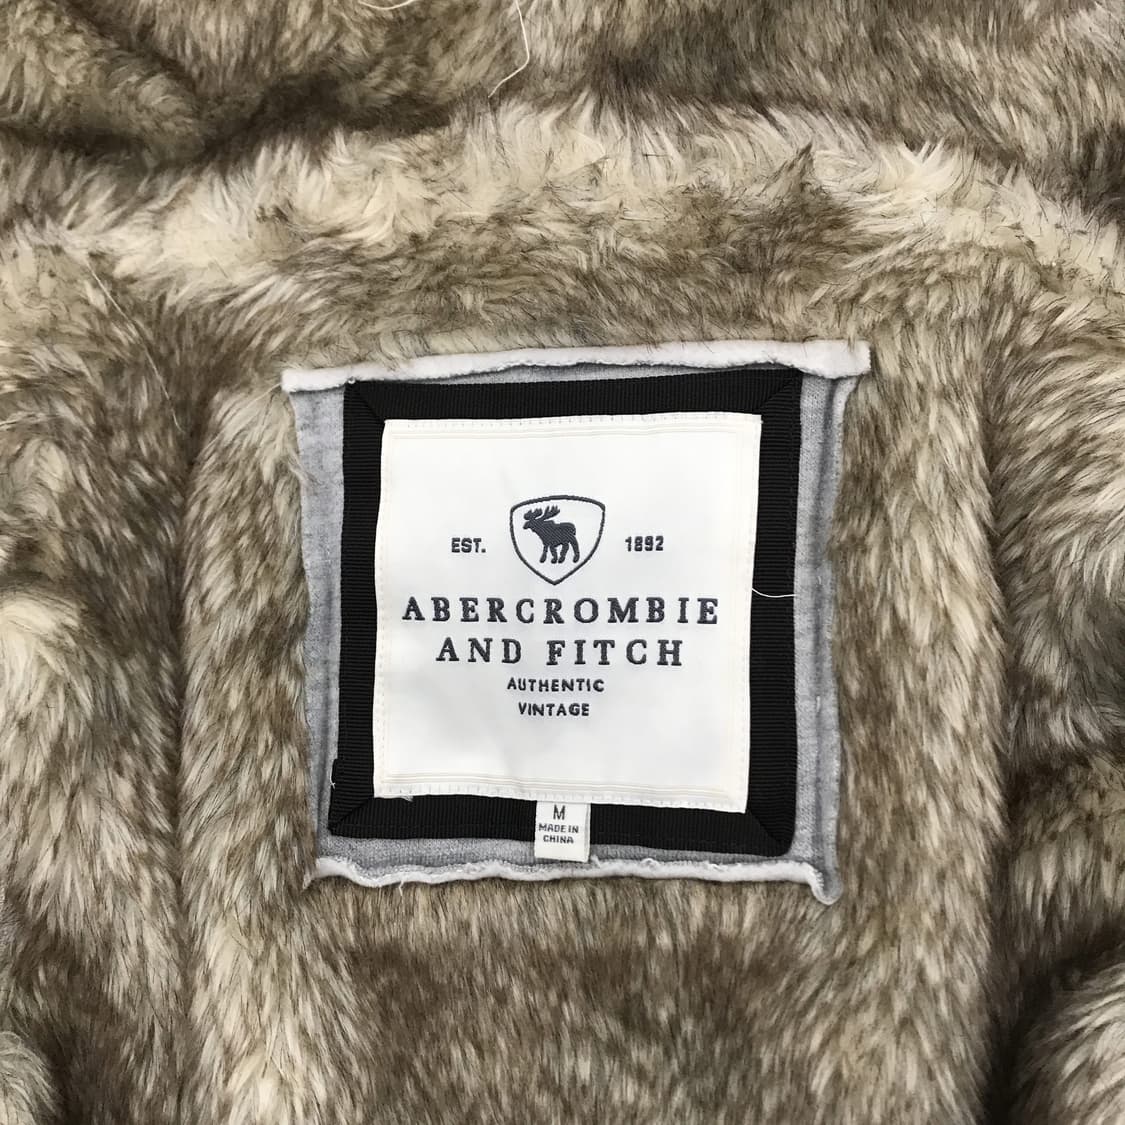 EST. 1892
ABERCROMBIE
AND FITCH
AUTHENTIC
VINTAGE
M
MADE IN
CHINA